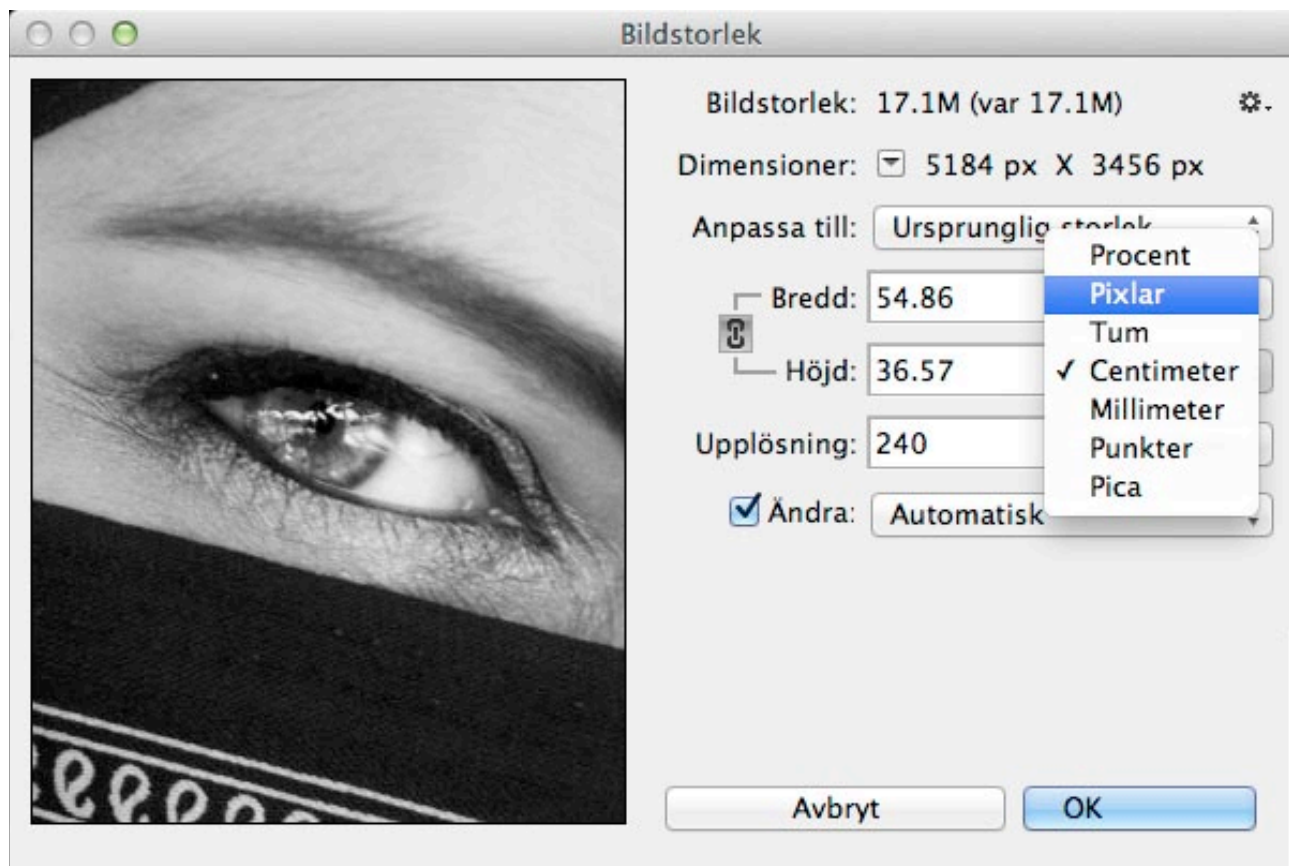 Bildstorlek
Bildstorlek: 17.1M (var 17.1M)
Dimensioner: 5184 px X 3456 px
Anpassa till: Ursprunglig storlek
Procent
Bredd: 54.86
Pixlar
Tum
Höjd: 36.57
Centimeter
Millimeter
Upplösning: 240
Punkter
Pica
Ändra: Automatisk
Avbryt OK